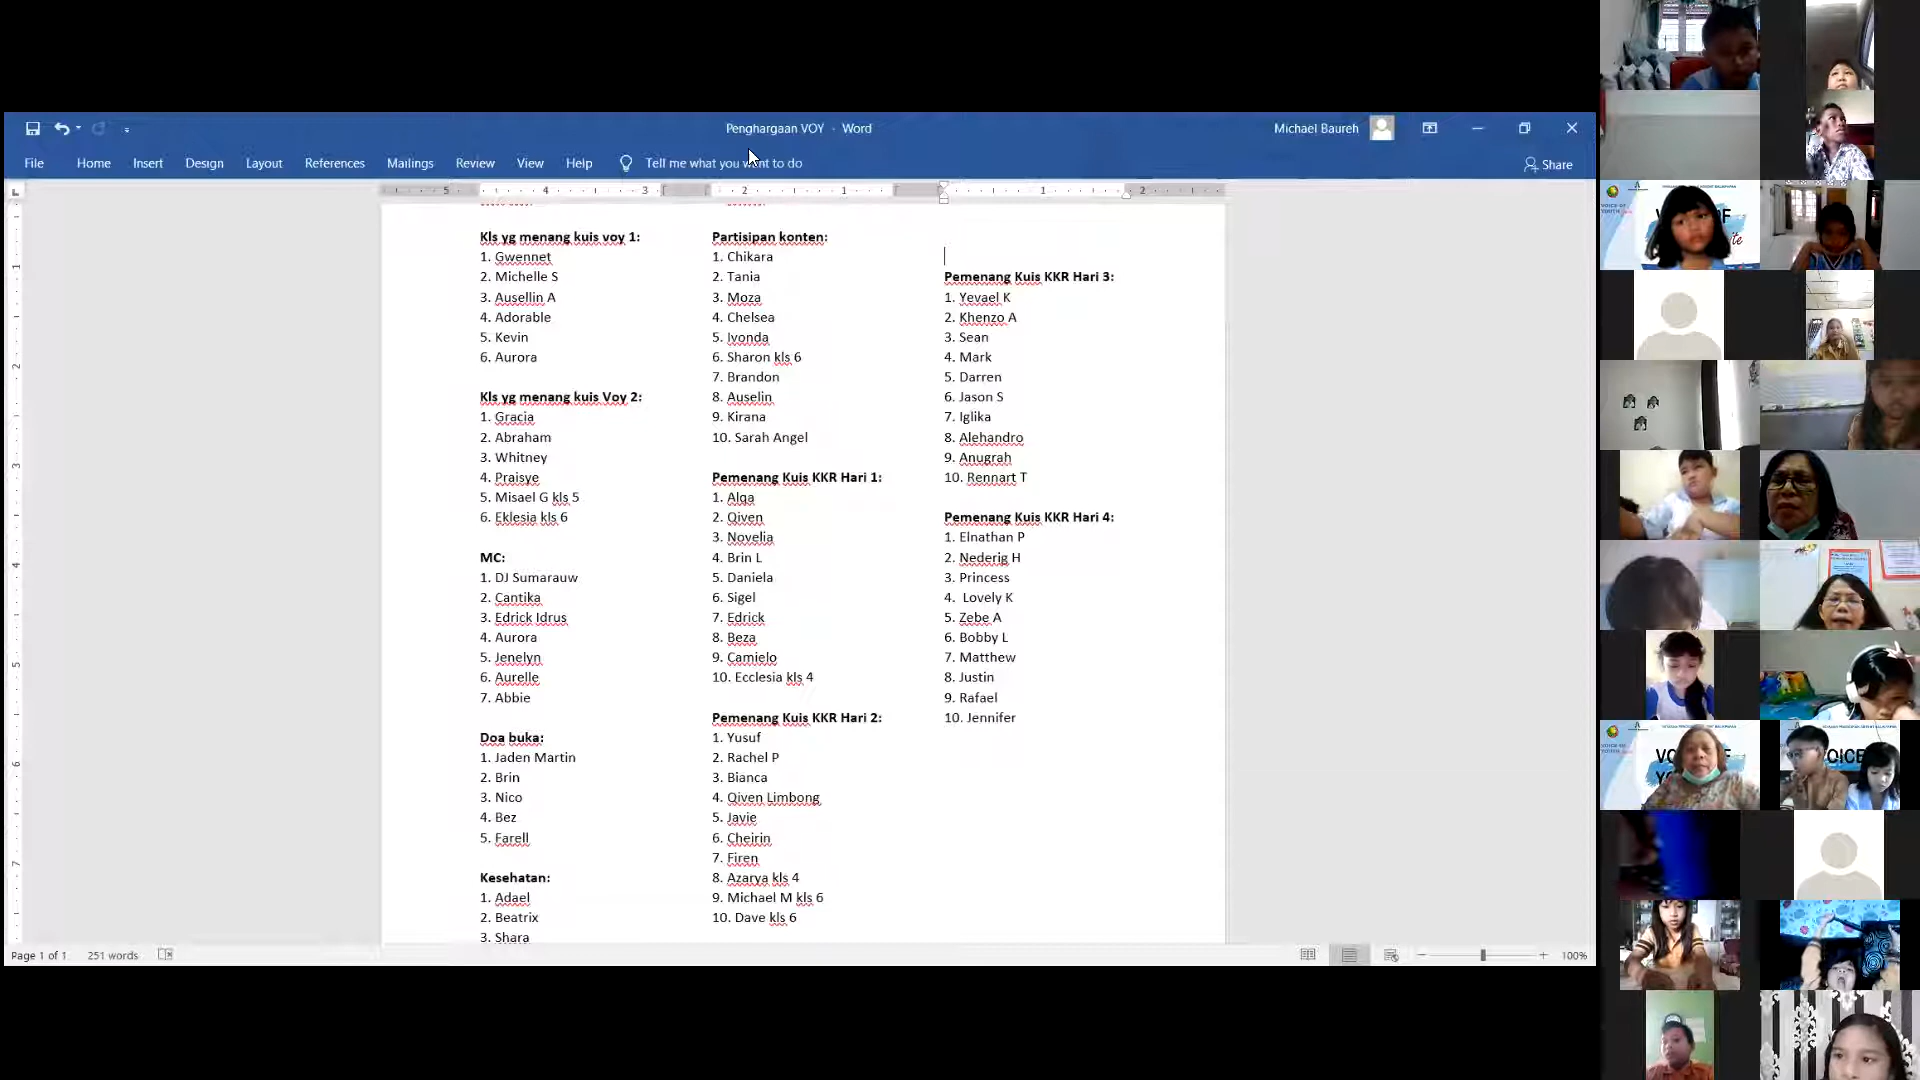 Penghargaan VOY - Word
Michael Baureh
File Home Insert Design Layout References Mailings Review View Help Tell me what you want to do Share
5 4 3 2 1 1 2
Kls yg menang kuis voy 1:
1. Gwennet
2. Michelle S
3. Ausellin A
4. Adorable
5. Kevin
6. Aurora
Kls yg menang kuis Voy 2:
1. Gracia
2. Abraham
3. Whitney
4. Praisye
5. Misael G kls 5
6. Eklesia kls 6
MC:
1. DJ Sumarauw
2. Cantika
3. Edrick Idrus
4. Aurora
5. Jenelyn
6. Aurelle
7. Abbie
Doa buka:
1. Jaden Martin
2. Brin
3. Nico
4. Bez
5. Farell
Kesehatan:
1. Adael
2. Beatrix
3. Shara
Partisipan konten:
1. Chikara
2. Tania
3. Moza
4. Chelsea
5. Ivonda
6. Sharon kls 6
7. Brandon
8. Auselin
9. Kirana
10. Sarah Angel
Pemenang Kuis KKR Hari 1:
1. Alqa
2. Qiven
3. Novelia
4. Brin L
5. Daniela
6. Sigel
7. Edrick
8. Beza
9. Camielo
10. Ecclesia kls 4
Pemenang Kuis KKR Hari 2:
1. Yusuf
2. Rachel P
3. Bianca
4. Qiven Limbong
5. Javie
6. Cheirin
7. Firen
8. Azarya kls 4
9. Michael M kls 6
10. Dave kls 6
Pemenang Kuis KKR Hari 3:
1. Yevael K
2. Khenzo A
3. Sean
4. Mark
5. Darren
6. Jason S
7. Iglika
8. Alehandro
9. Anugrah
10. Rennart T
Pemenang Kuis KKR Hari 4:
1. Elnathan P
2. Nederig H
3. Princess
4. Lovely K
5. Zebe A
6. Bobby L
7. Matthew
8. Justin
9. Rafael
10. Jennifer
Page 1 of 1 251 words
100%